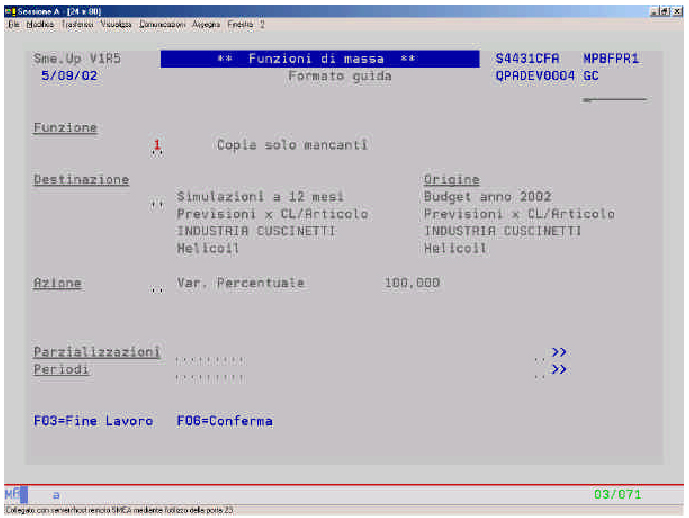 Sessione A - [24 x 80]
File Modifica Trasferisci Visualizza Comunicazioni Assegna Finestra ?
Sme.Up V1R5 ** Funzioni di massa ** S4431CFA MPBFPR1
5/09/02 Formato guida QPADEV0004 GC
Funzione
1 Copia solo mancanti
Destinazione Origine
Simulazioni a 12 mesi Budget anno 2002
Previsioni x CL/Articolo Previsioni x CL/Articolo
INDUSTRIA CUSCINETTI INDUSTRIA CUSCINETTI
Helicoil Helicoil
Azione Var. Percentuale 100,000
Parzializzazioni >>
Periodi >>
F03=Fine Lavoro F06=Conferma
a 03/071
Collegato con server/host remoto SMEA mediante l'utilizzo della porta 23